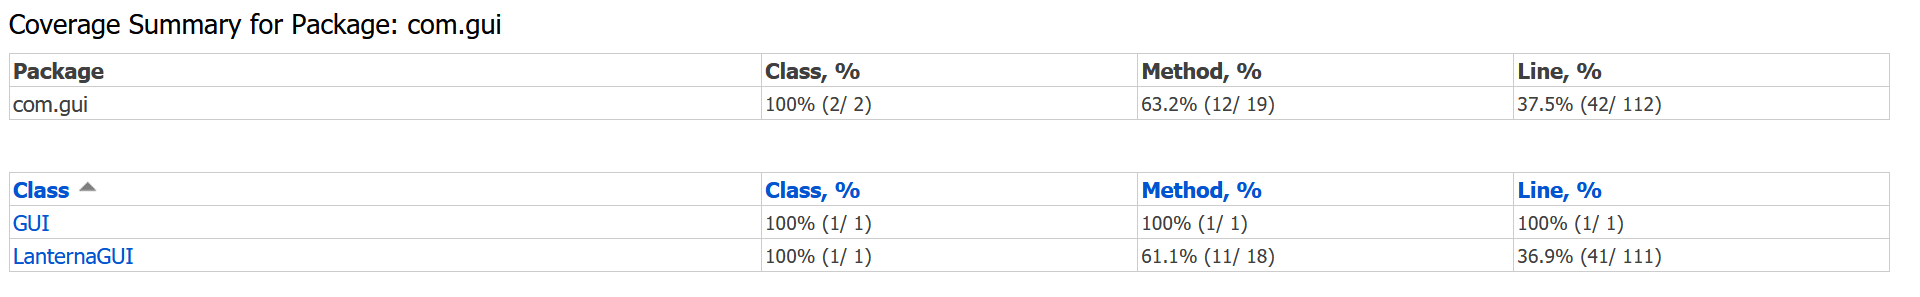 Coverage Summary for Package: com.gui
Package Class, % Method, % Line, %
com.gui 100% (2/ 2) 63.2% (12/ 19) 37.5% (42/ 112)
Class Class, % Method, % Line, %
GUI 100% (1/ 1) 100% (1/ 1) 100% (1/ 1)
LanternaGUI 100% (1/ 1) 61.1% (11/ 18) 36.9% (41/ 111)